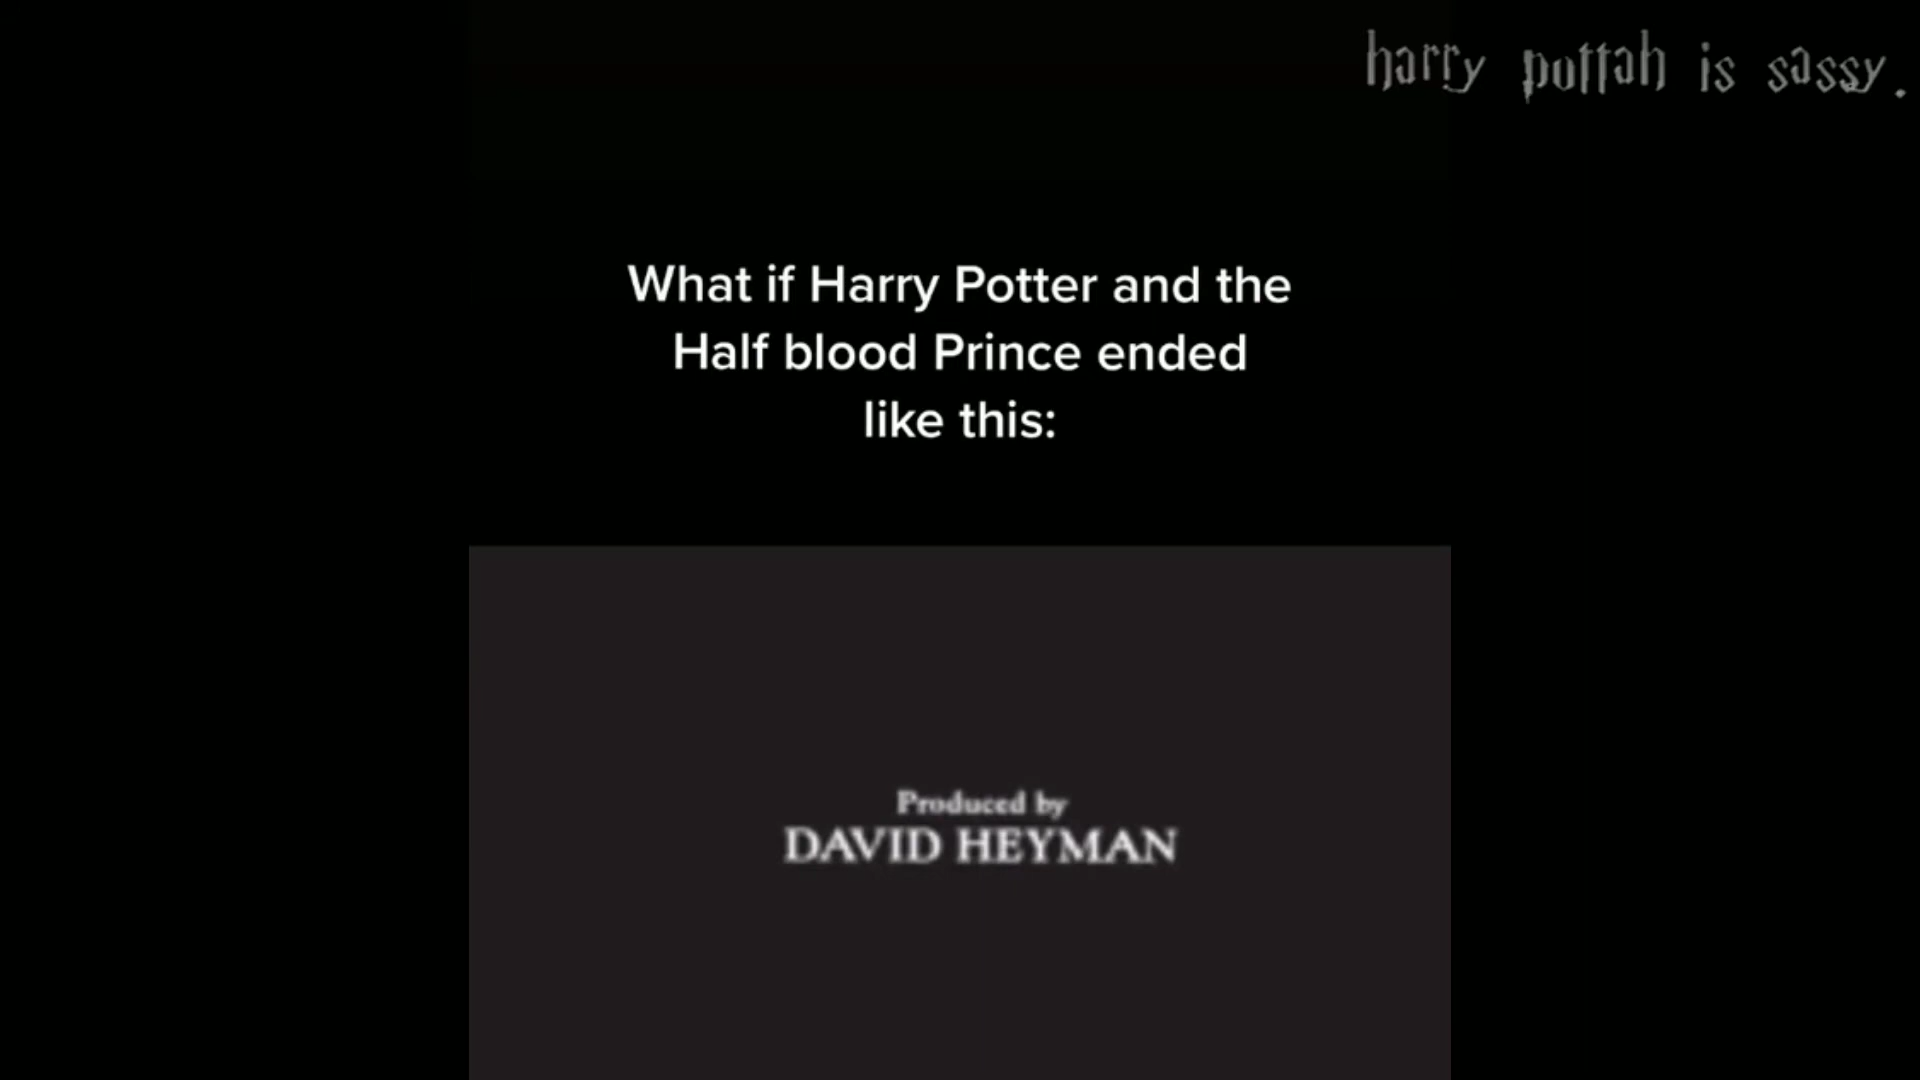 harry pottah is sassy.
What if Harry Potter and the
Half blood Prince ended
like this:
Produced by
DAVID HEYMAN